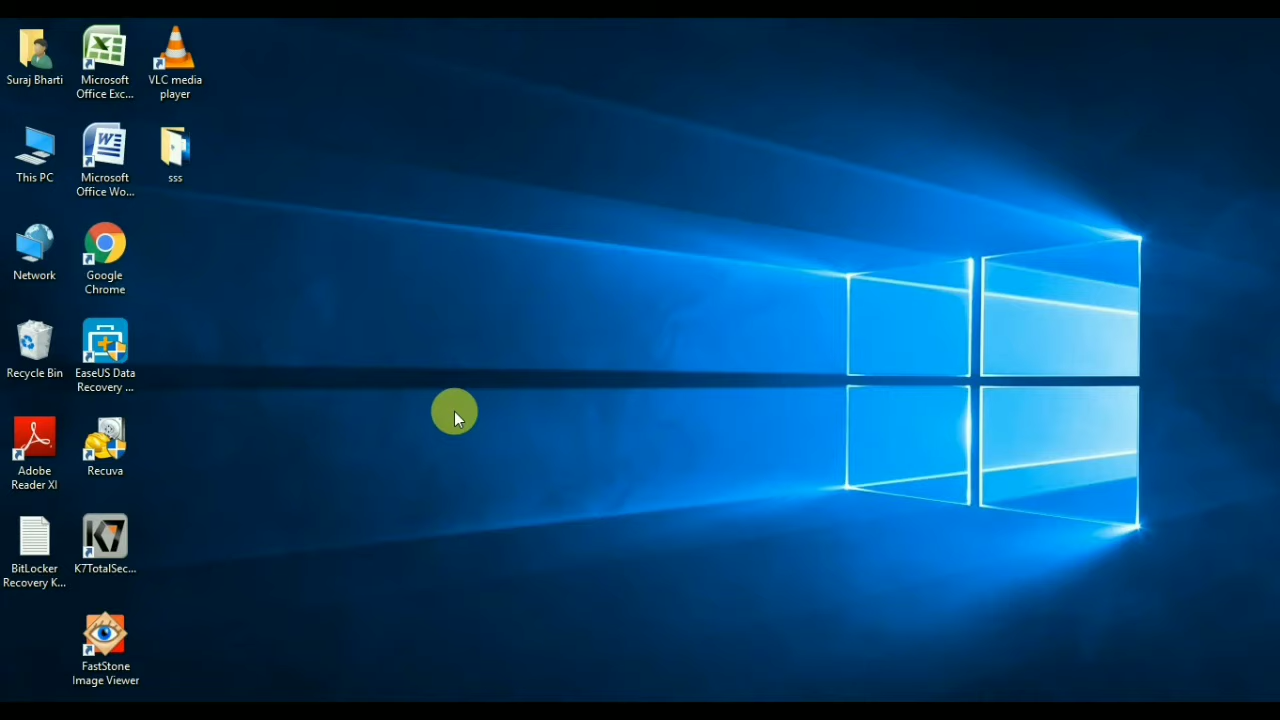 Suraj Bharti
Microsoft
Office Exc...
VLC media
player
This PC
Microsoft
Office Wo...
sss
Network
Google
Chrome
Recycle Bin
EaseUS Data
Recovery ...
Adobe
Reader XI
Recuva
BitLocker
Recovery K...
K7TotalSec...
FastStone
Image Viewer